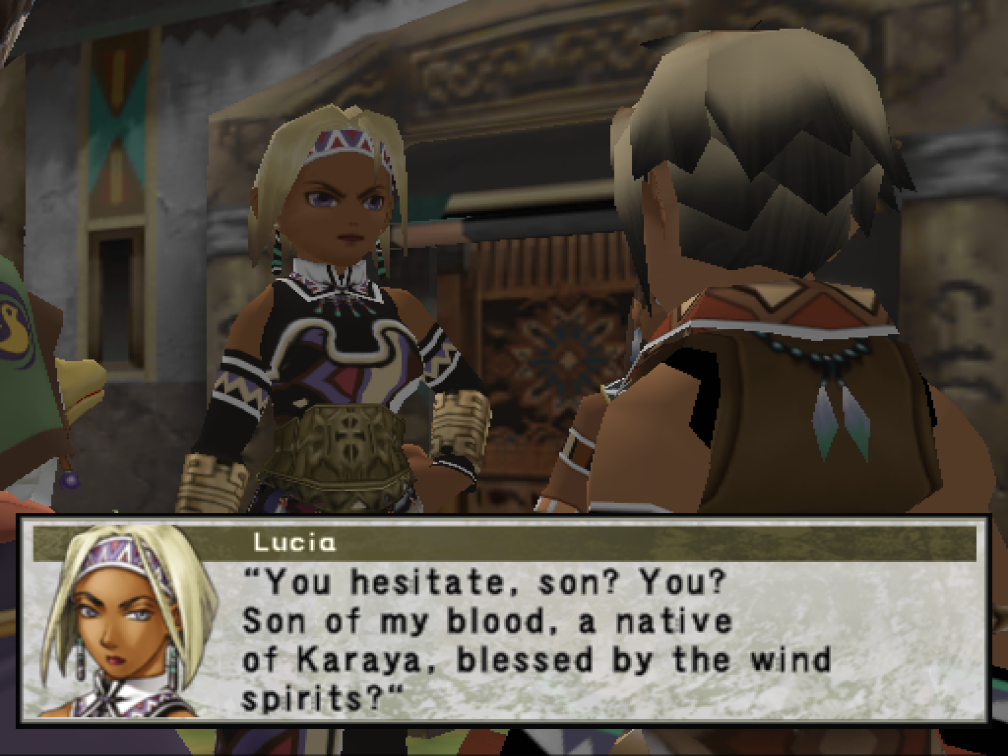 Lucia
“You hesitate, son? You?
Son of my blood, a native
of Karaya, blessed by the wind
spirits?“